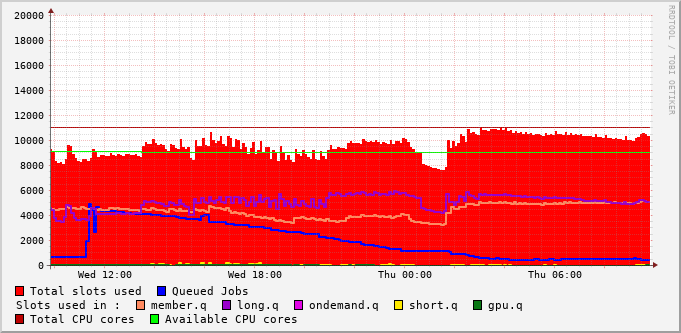 20000
18000
16000
14000
12000
10000
8000
6000
4000
2000
0
Wed 12:00 Wed 18:00 Thu 00:00 Thu 06:00
RRDTOOL / TOBI OETIKER
Total slots used Queued Jobs
Slots used in : member.q long.q ondemand.q short.q gpu.q
Total CPU cores Available CPU cores